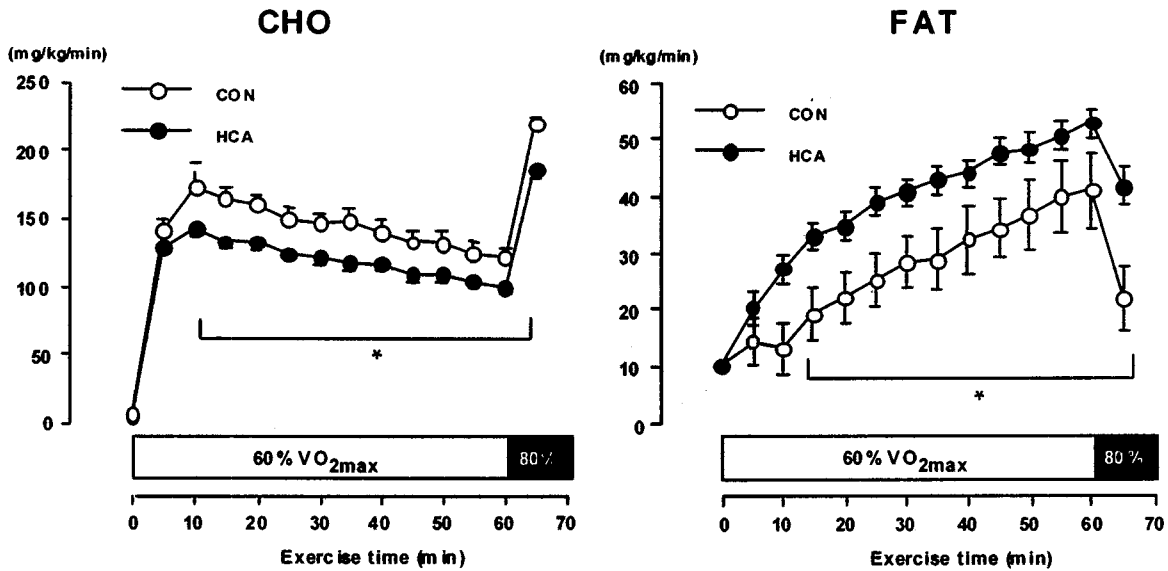 CHO
(mg/kg/min)
250
200
150
100
50
0
CON
HCA
*
60% VO2max
80%
0 10 20 30 40 50 60 70
Exercise time (min)
FAT
(mg/kg/min)
60
50
40
30
20
10
0
CON
HCA
*
60% VO2max
80%
0 10 20 30 40 50 60 70
Exercise time (min)